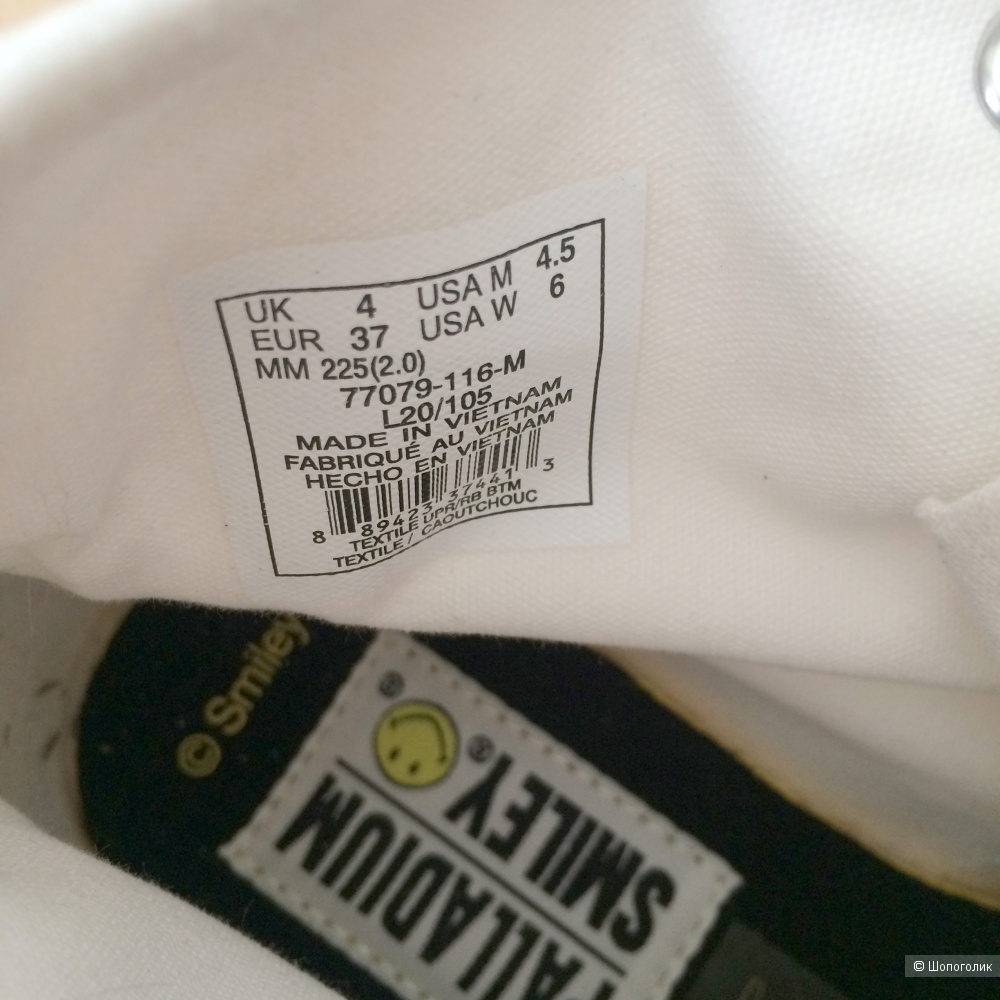 UK 4 USA M 4.5
EUR 37 USA W 6
MM 225(2.0)
77079-116-M
L20/105
MADE IN VIETNAM
FABRIQUÉ AU VIETNAM
HECHO EN VIETNAM
8 89423 37441 3
TEXTILE UPR/RB BTM
TEXTILE / CAOUTCHOUC
© Smiley
PALLADIUM
SMILEY ®
SMILEY
® 
© Шопоголик